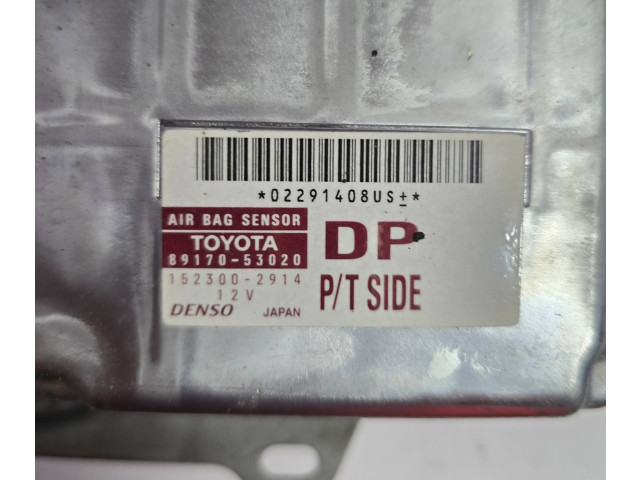 *02291408US±*
AIR BAG SENSOR
TOYOTA
89170-53020
152300-2914
12V
DENSO JAPAN
DP
P/T SIDE